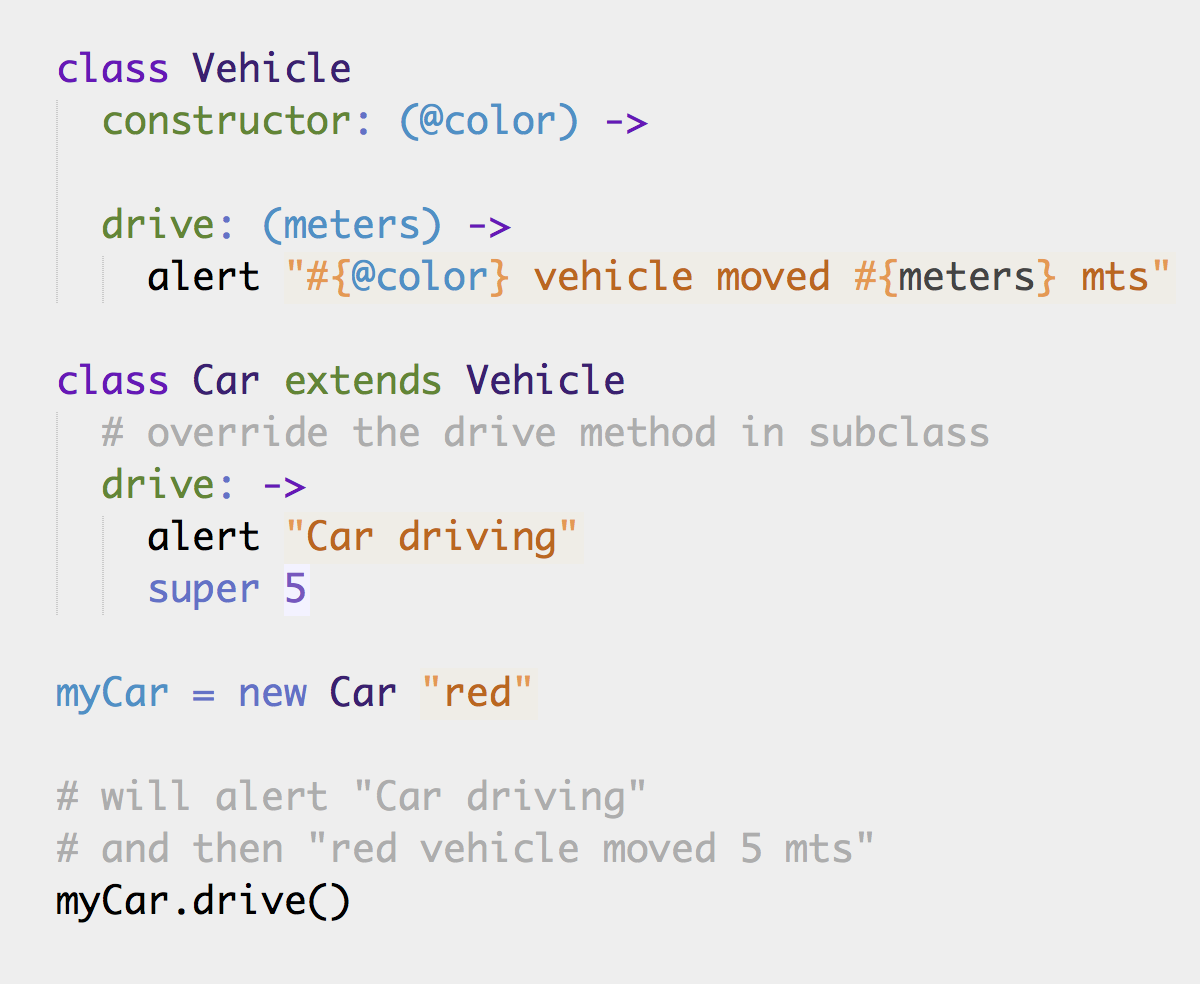 class Vehicle
  constructor: (@color) ->

  drive: (meters) ->
    alert "#{@color} vehicle moved #{meters} mts"

class Car extends Vehicle
  # override the drive method in subclass
  drive: ->
    alert "Car driving"
    super 5

myCar = new Car "red"

# will alert "Car driving"
# and then "red vehicle moved 5 mts"
myCar.drive()